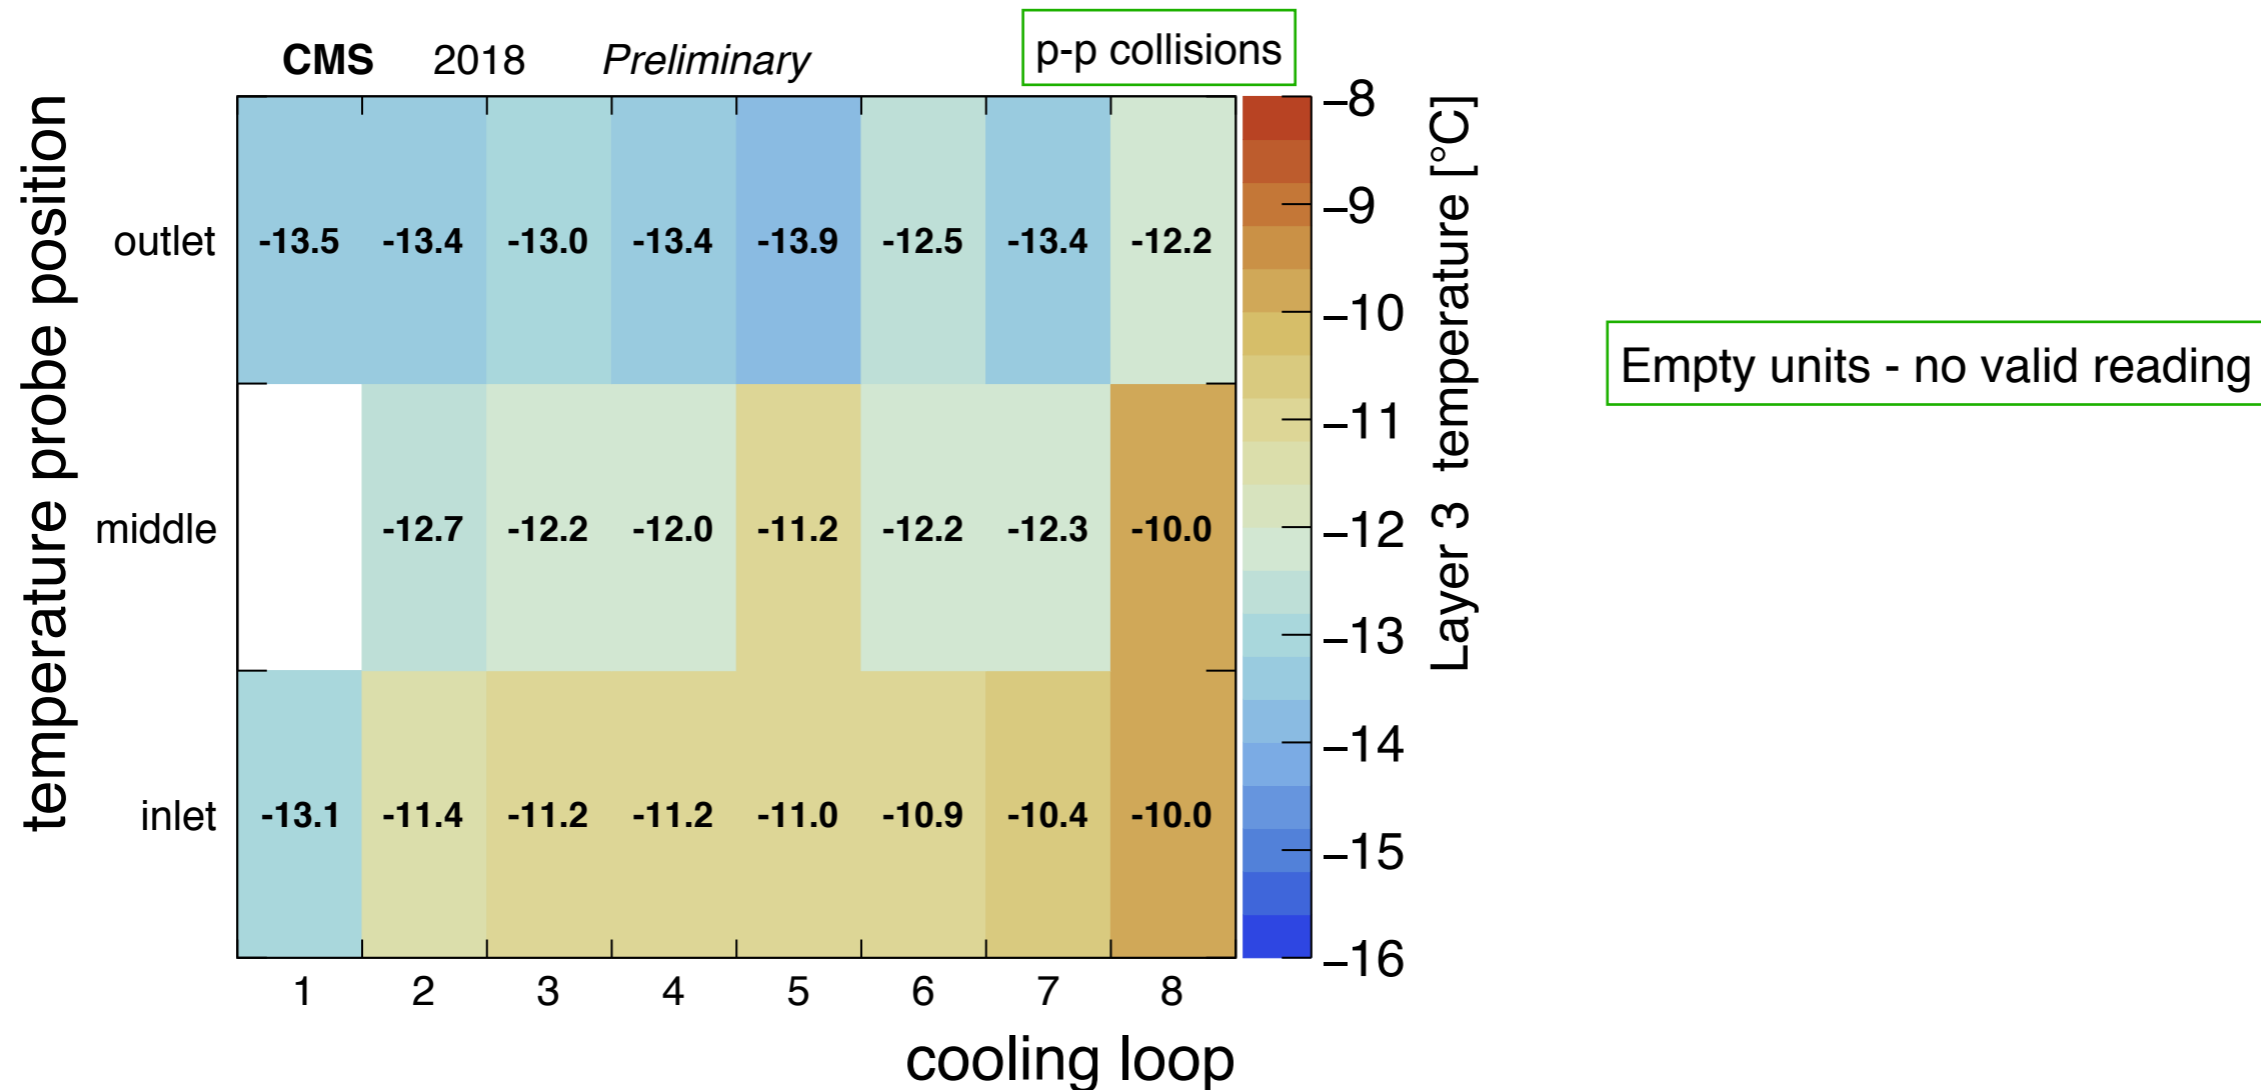 CMS 2018 Preliminary
p-p collisions
temperature probe position
outlet -13.5 -13.4 -13.0 -13.4 -13.9 -12.5 -13.4 -12.2
middle -12.7 -12.2 -12.0 -11.2 -12.2 -12.3 -10.0
inlet -13.1 -11.4 -11.2 -11.2 -11.0 -10.9 -10.4 -10.0
1 2 3 4 5 6 7 8
cooling loop
−8
−9
−10
−11
−12
−13
−14
−15
−16
Layer 3 temperature [°C]
Empty units - no valid reading